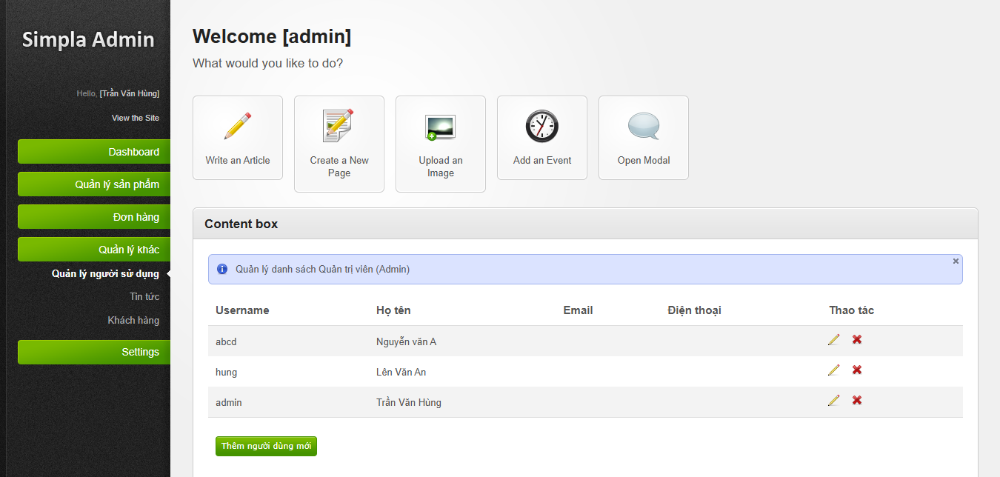 Simpla Admin
Hello, [Trần Văn Hùng]
View the Site
Dashboard
Quản lý sản phẩm
Đơn hàng
Quản lý khác
Quản lý người sử dụng
Tin tức
Khách hàng
Settings
Welcome [admin]
What would you like to do?
Write an Article
Create a New
Page
Upload an
Image
Add an Event
Open Modal
Content box
Quản lý danh sách Quản trị viên (Admin)
Username Họ tên Email Điện thoại Thao tác
abcd Nguyễn văn A
hung Lên Văn An
admin Trần Văn Hùng
Thêm người dùng mới